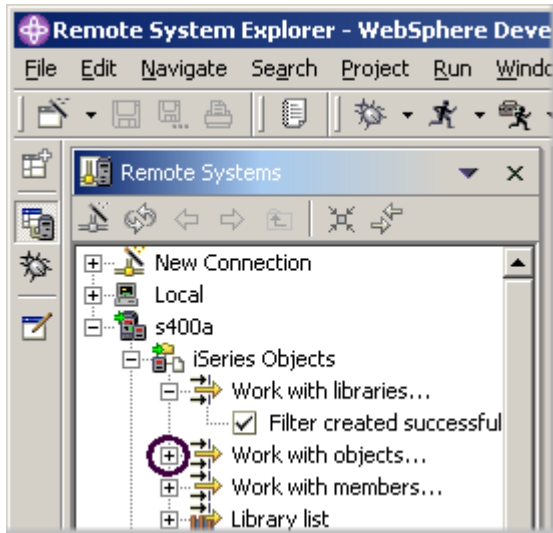 Remote System Explorer - WebSphere Deve
File Edit Navigate Search Project Run Windo
Remote Systems
New Connection
Local
s400a
iSeries Objects
Work with libraries...
Filter created successful
Work with objects...
Work with members...
Library list